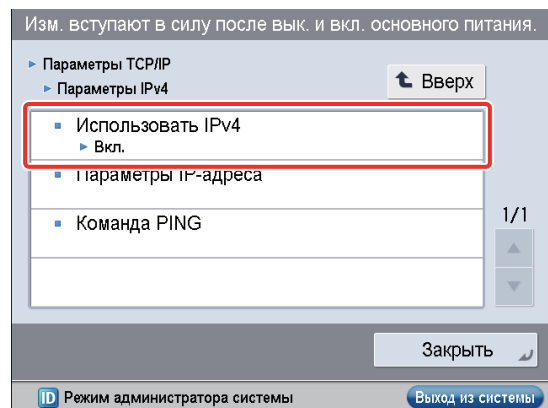 Изм. вступают в силу после вык. и вкл. основного питания.
Параметры TCP/IP
Параметры IPv4
Вверх
Использовать IPv4
Вкл.
Параметры IP-адреса
Команда PING
1/1
Закрыть
ID Режим администратора системы
Выход из системы